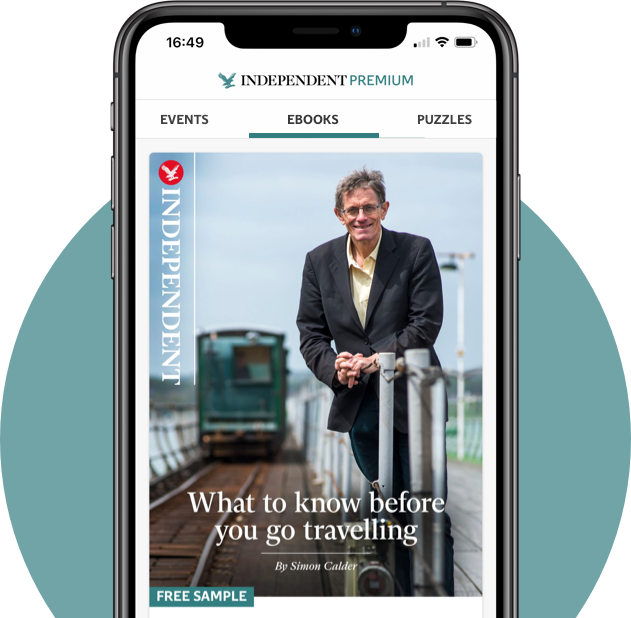 16:49
INDEPENDENT PREMIUM
EVENTS
EBOOKS
PUZZLES
INDEPENDENT
What to know before
you go travelling
By Simon Calder
FREE SAMPLE